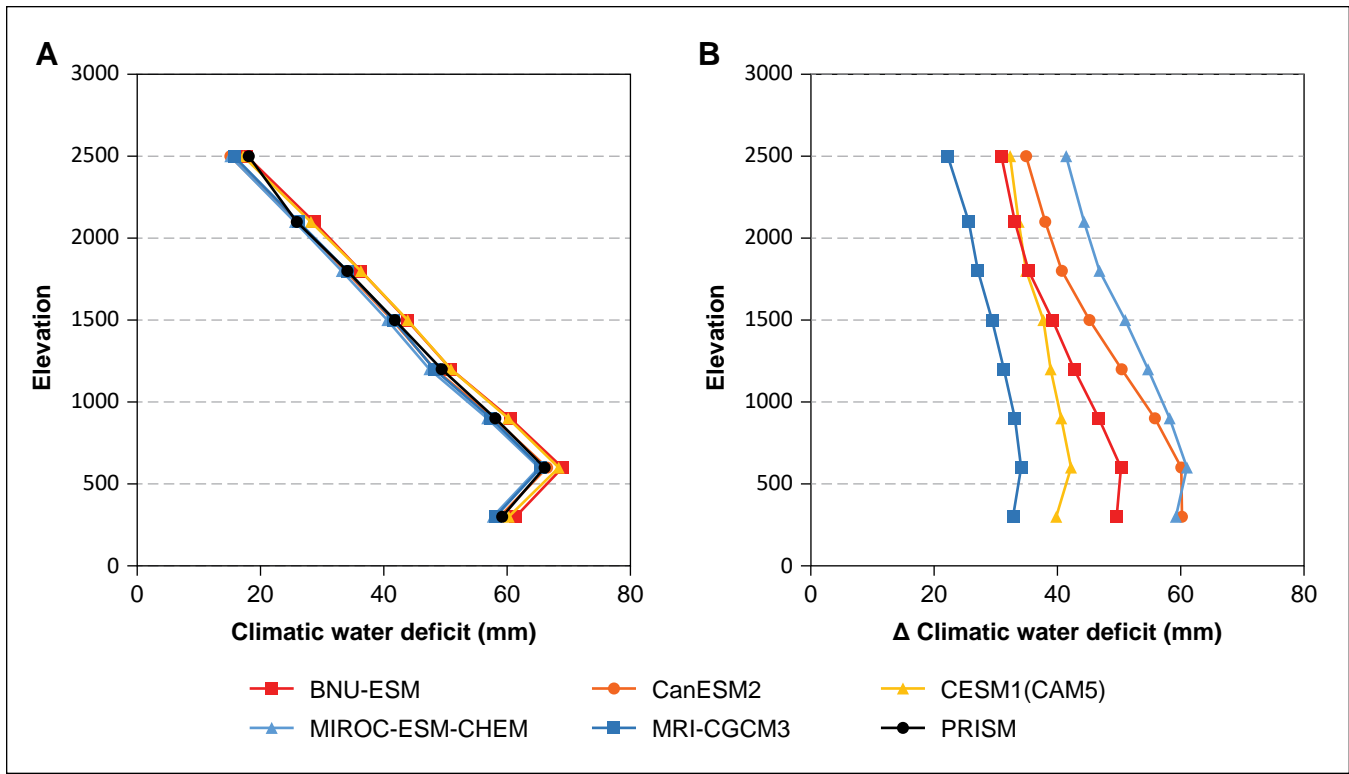 A
3000
2500
2000
1500
1000
500
0
Elevation
0 20 40 60 80
Climatic water deficit (mm)
B
3000
2500
2000
1500
1000
500
0
Elevation
0 20 40 60 80
Δ Climatic water deficit (mm)
BNU-ESM CanESM2 CESM1(CAM5)
MIROC-ESM-CHEM MRI-CGCM3 PRISM